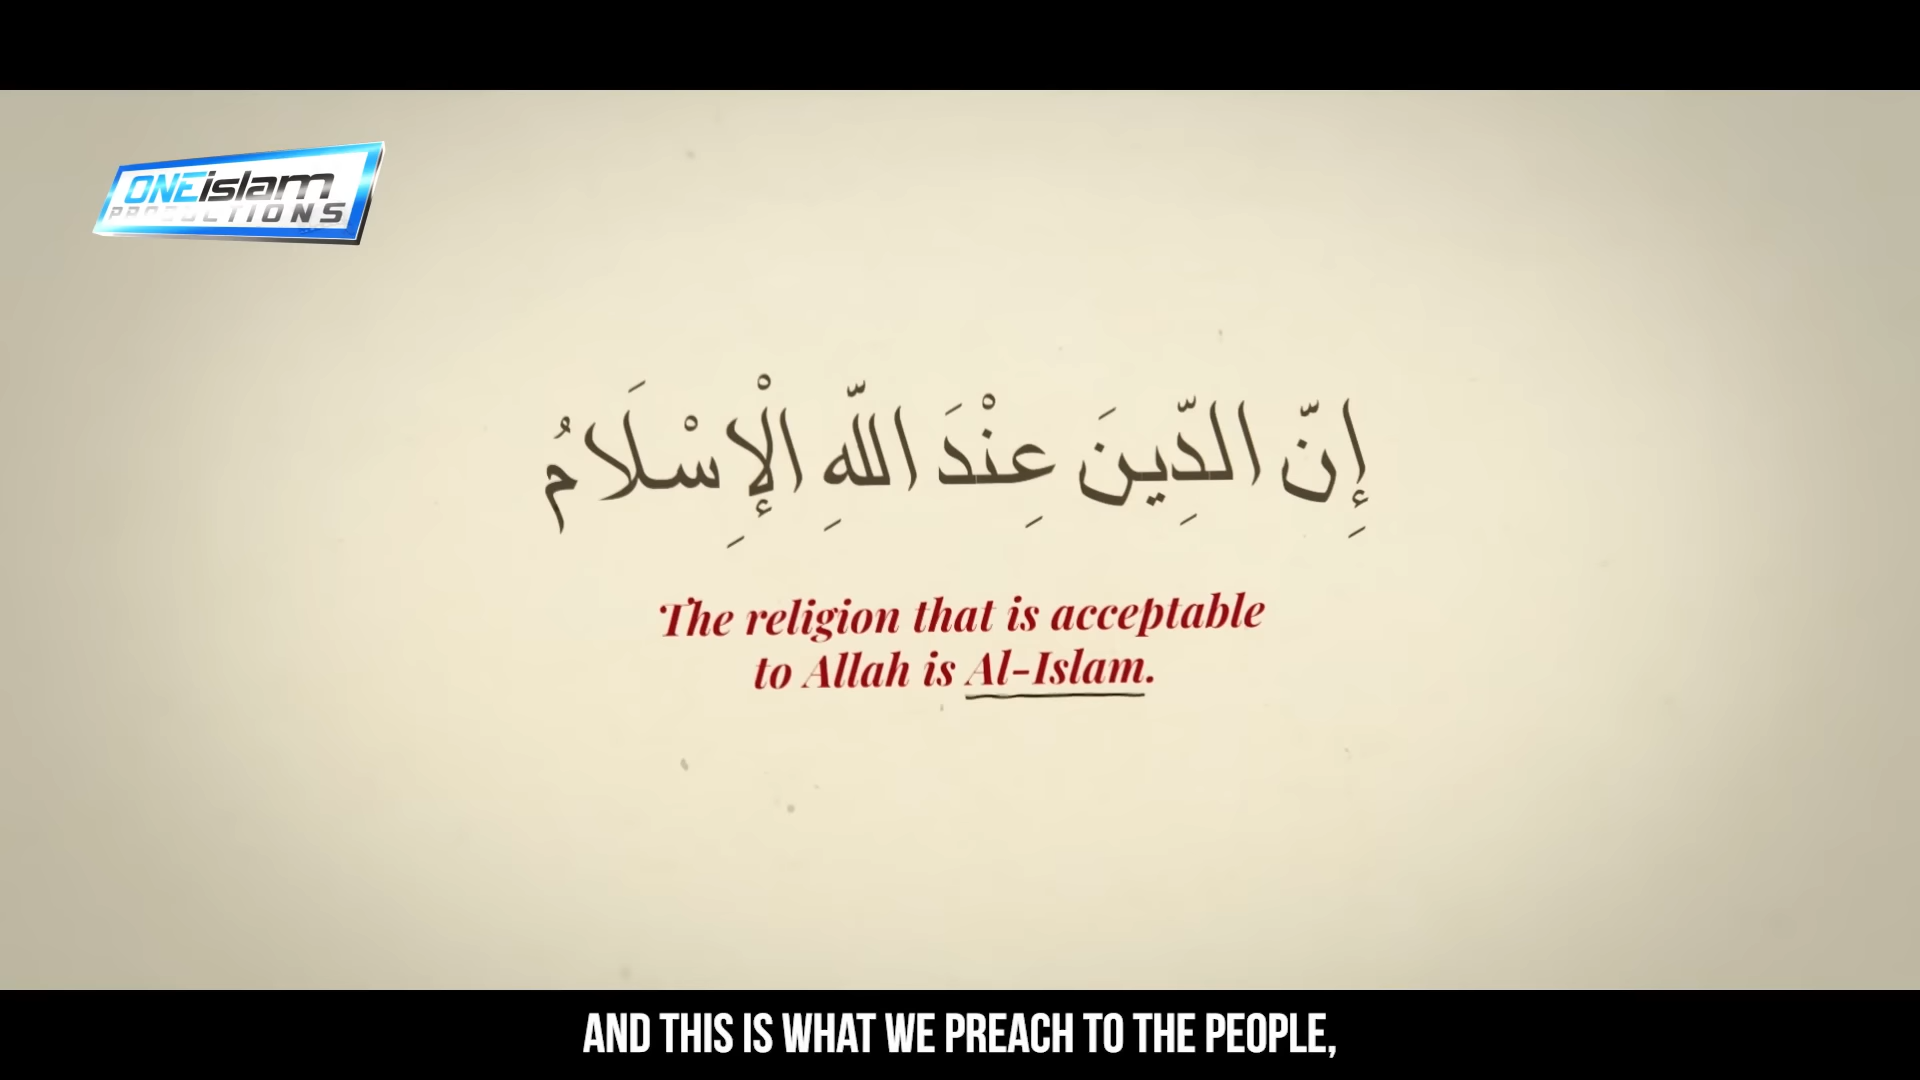 ONEislam
PRODUCTIONS
إِنّ الدِّينَ عِنْدَ اللّهِ الْإِسْلَامُ
The religion that is acceptable
to Allah is Al-Islam.
AND THIS IS WHAT WE PREACH TO THE PEOPLE,